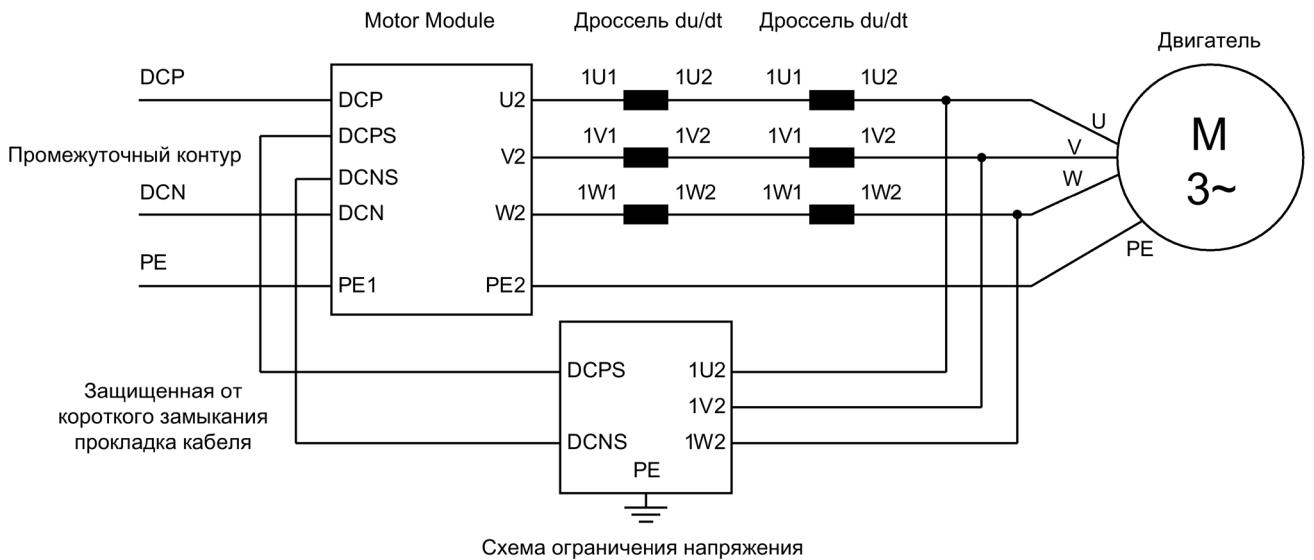 Motor Module
Дроссель du/dt
Дроссель du/dt
Двигатель
DCP
DCP
U2
1U1
1U2
1U1
1U2
U
DCPS
V2
1V1
1V2
1V1
1V2
V
M
3~
Промежуточный контур
DCNS
DCN
DCN
W2
1W1
1W2
1W1
1W2
W
PE
PE
PE1
PE2
DCPS
1U2
1V2
DCNS
1W2
PE
Защищенная от
короткого замыкания
прокладка кабеля
Схема ограничения напряжения